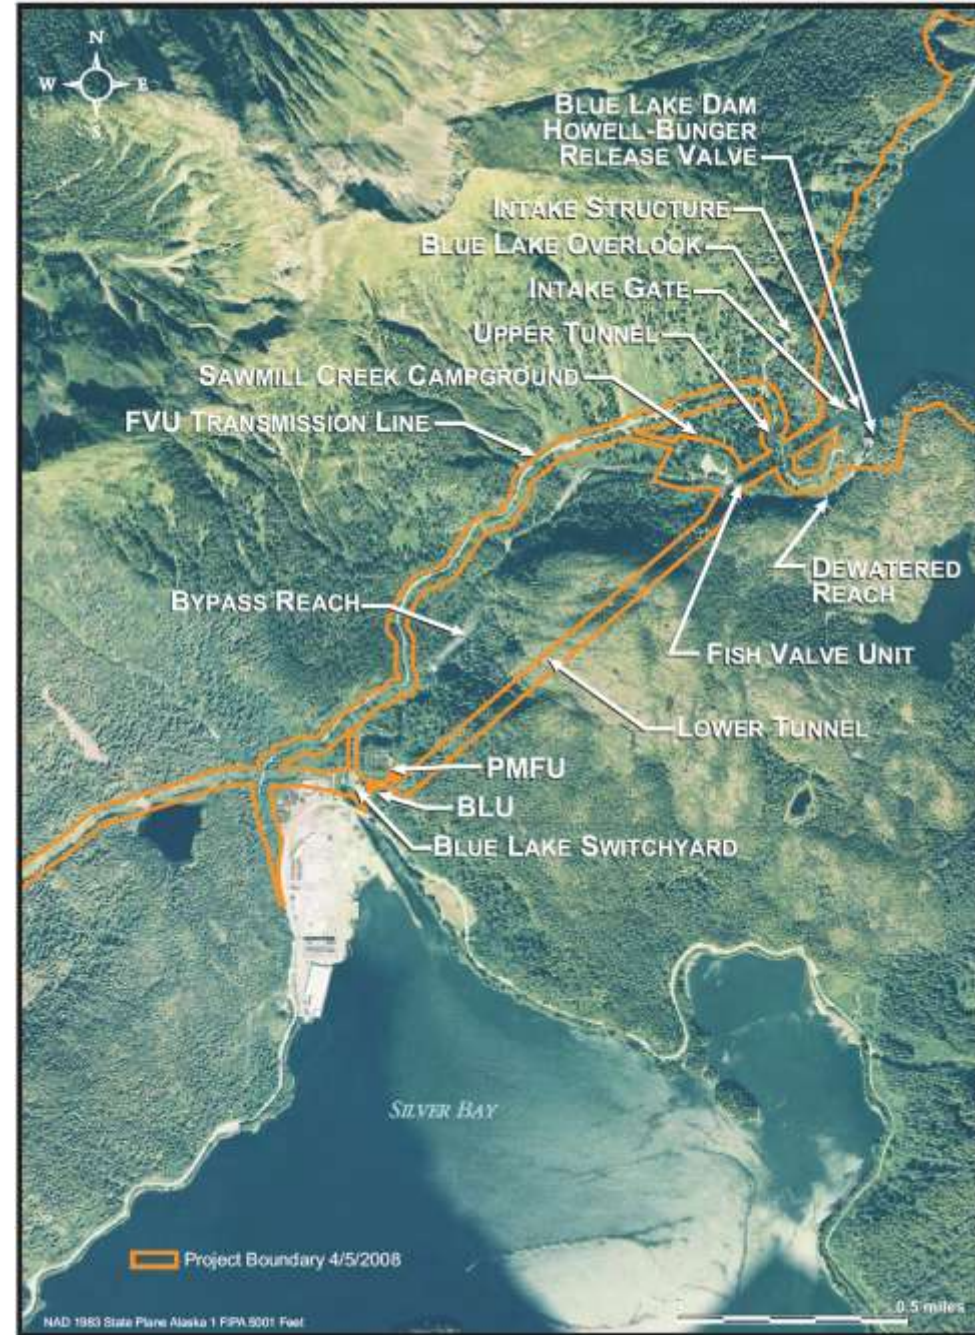 N
W E
S
BLUE LAKE DAM
HOWELL-BUNGER
RELEASE VALVE
INTAKE STRUCTURE
BLUE LAKE OVERLOOK
INTAKE GATE
UPPER TUNNEL
SAWMILL CREEK CAMPGROUND
FVU TRANSMISSION LINE
DEWATERED
REACH
BYPASS REACH
FISH VALVE UNIT
LOWER TUNNEL
PMFU
BLU
BLUE LAKE SWITCHYARD
SILVER BAY
Project Boundary 4/5/2008
0.5 miles
NAD 1983 State Plane Alaska 1 FIPA 5001 Feet